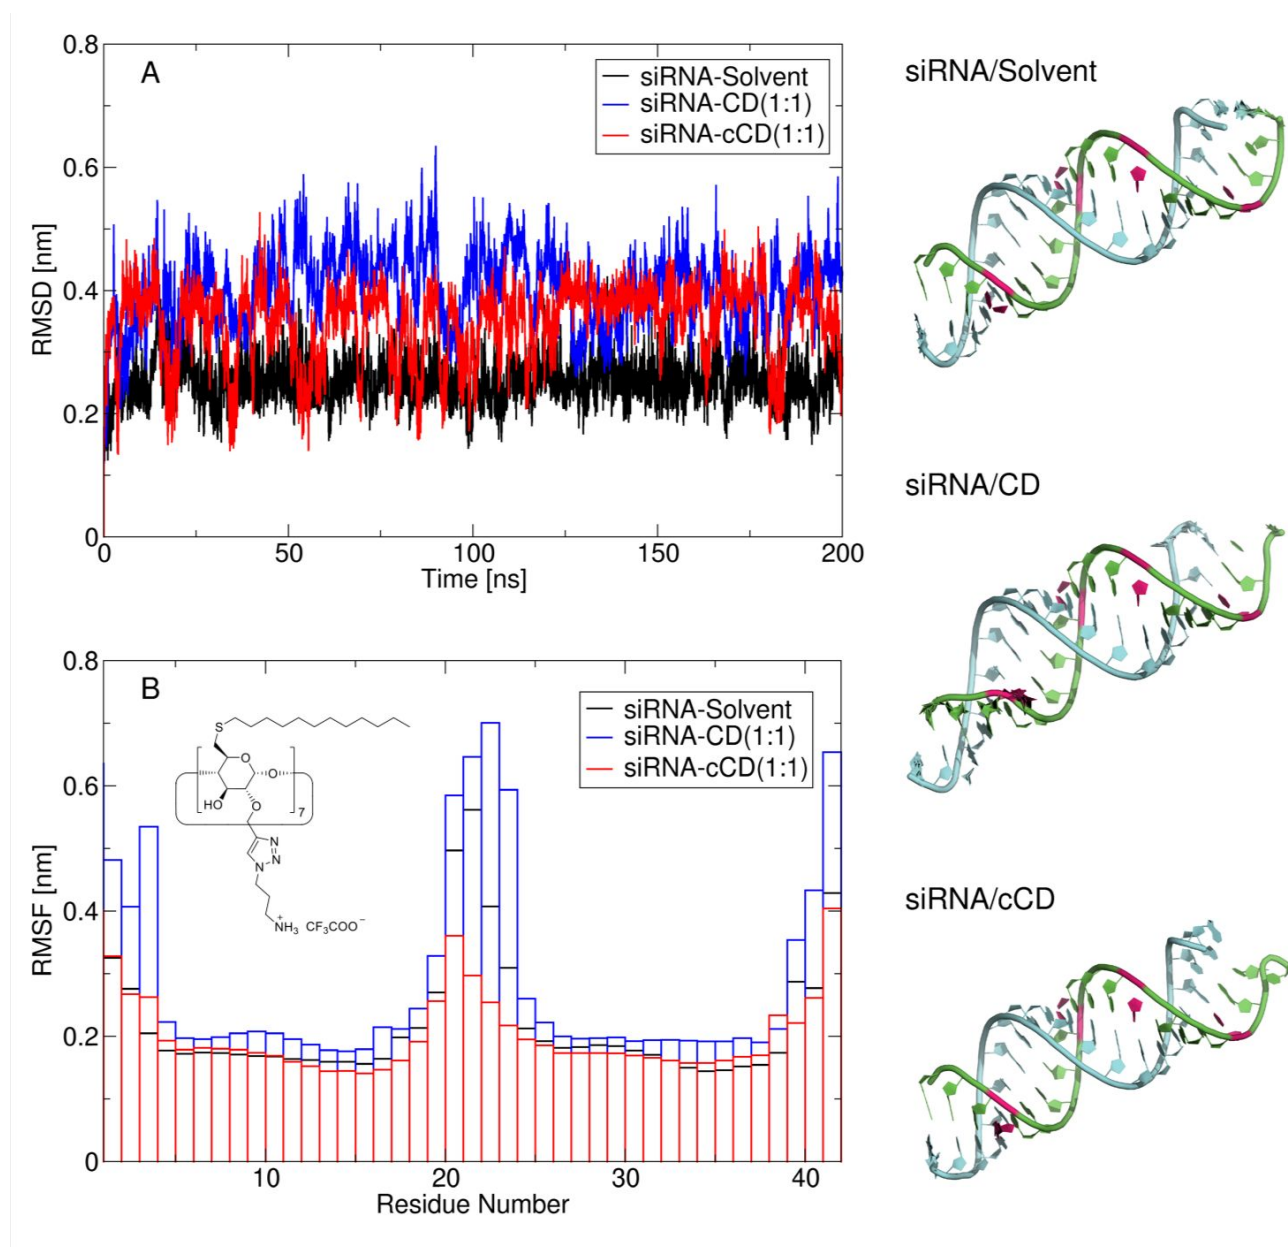 A
siRNA-Solvent
siRNA-CD(1:1)
siRNA-cCD(1:1)
RMSD [nm]
0.8
0.6
0.4
0.2
0
0 50 100 150 200
Time [ns]
siRNA/Solvent
siRNA/CD
siRNA/cCD
B
siRNA-Solvent
siRNA-CD(1:1)
siRNA-cCD(1:1)
RMSF [nm]
0.8
0.6
0.4
0.2
0
10 20 30 40
Residue Number
S
O
O
HO
O
7
N
N
N
+
NH3 CF3COO−